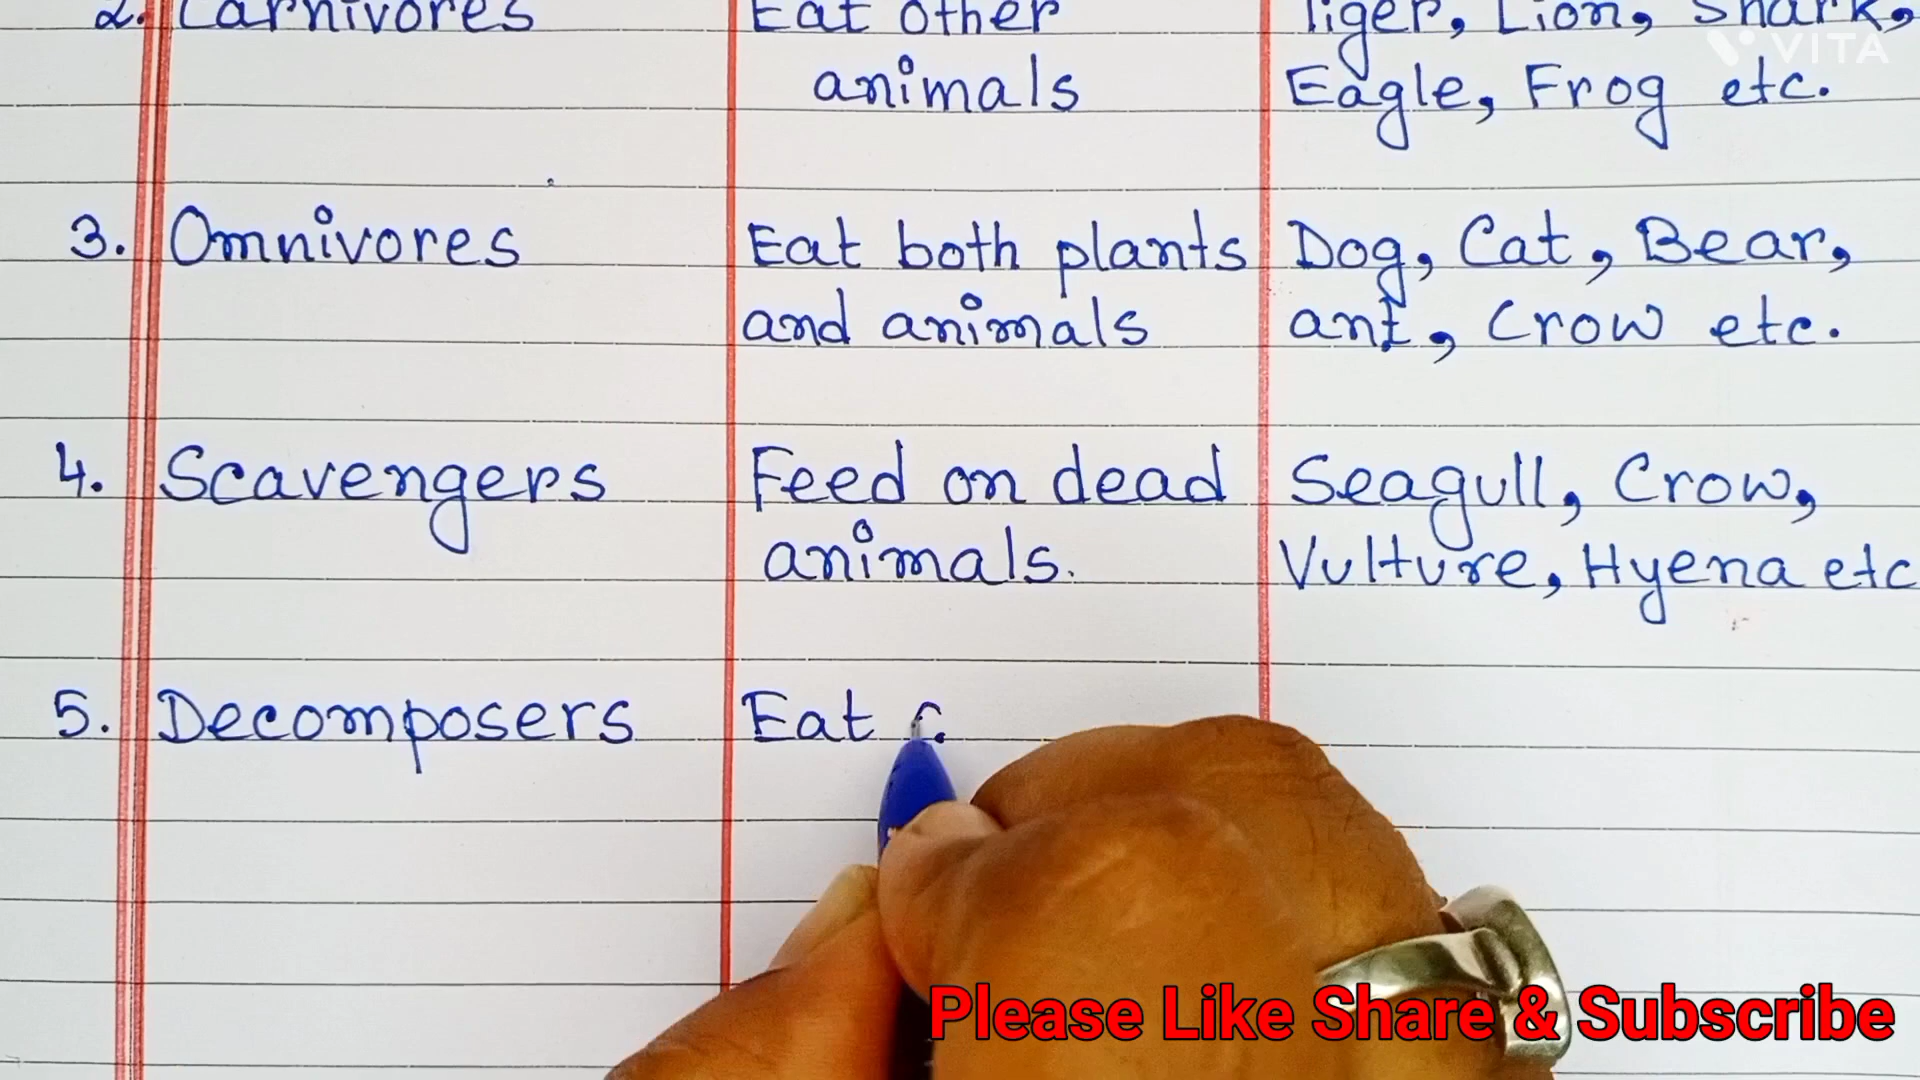 2. Carnivores Eat other Tiger, Lion, Shark,
VITA
animals Eagle, Frog etc.
3. Omnivores Eat both plants Dog, Cat, Bear,
and animals ant, Crow etc.
4. Scavengers Feed on dead Seagull, Crow,
animals. Vulture, Hyena etc
5. Decomposers Eat
Please Like Share & Subscribe